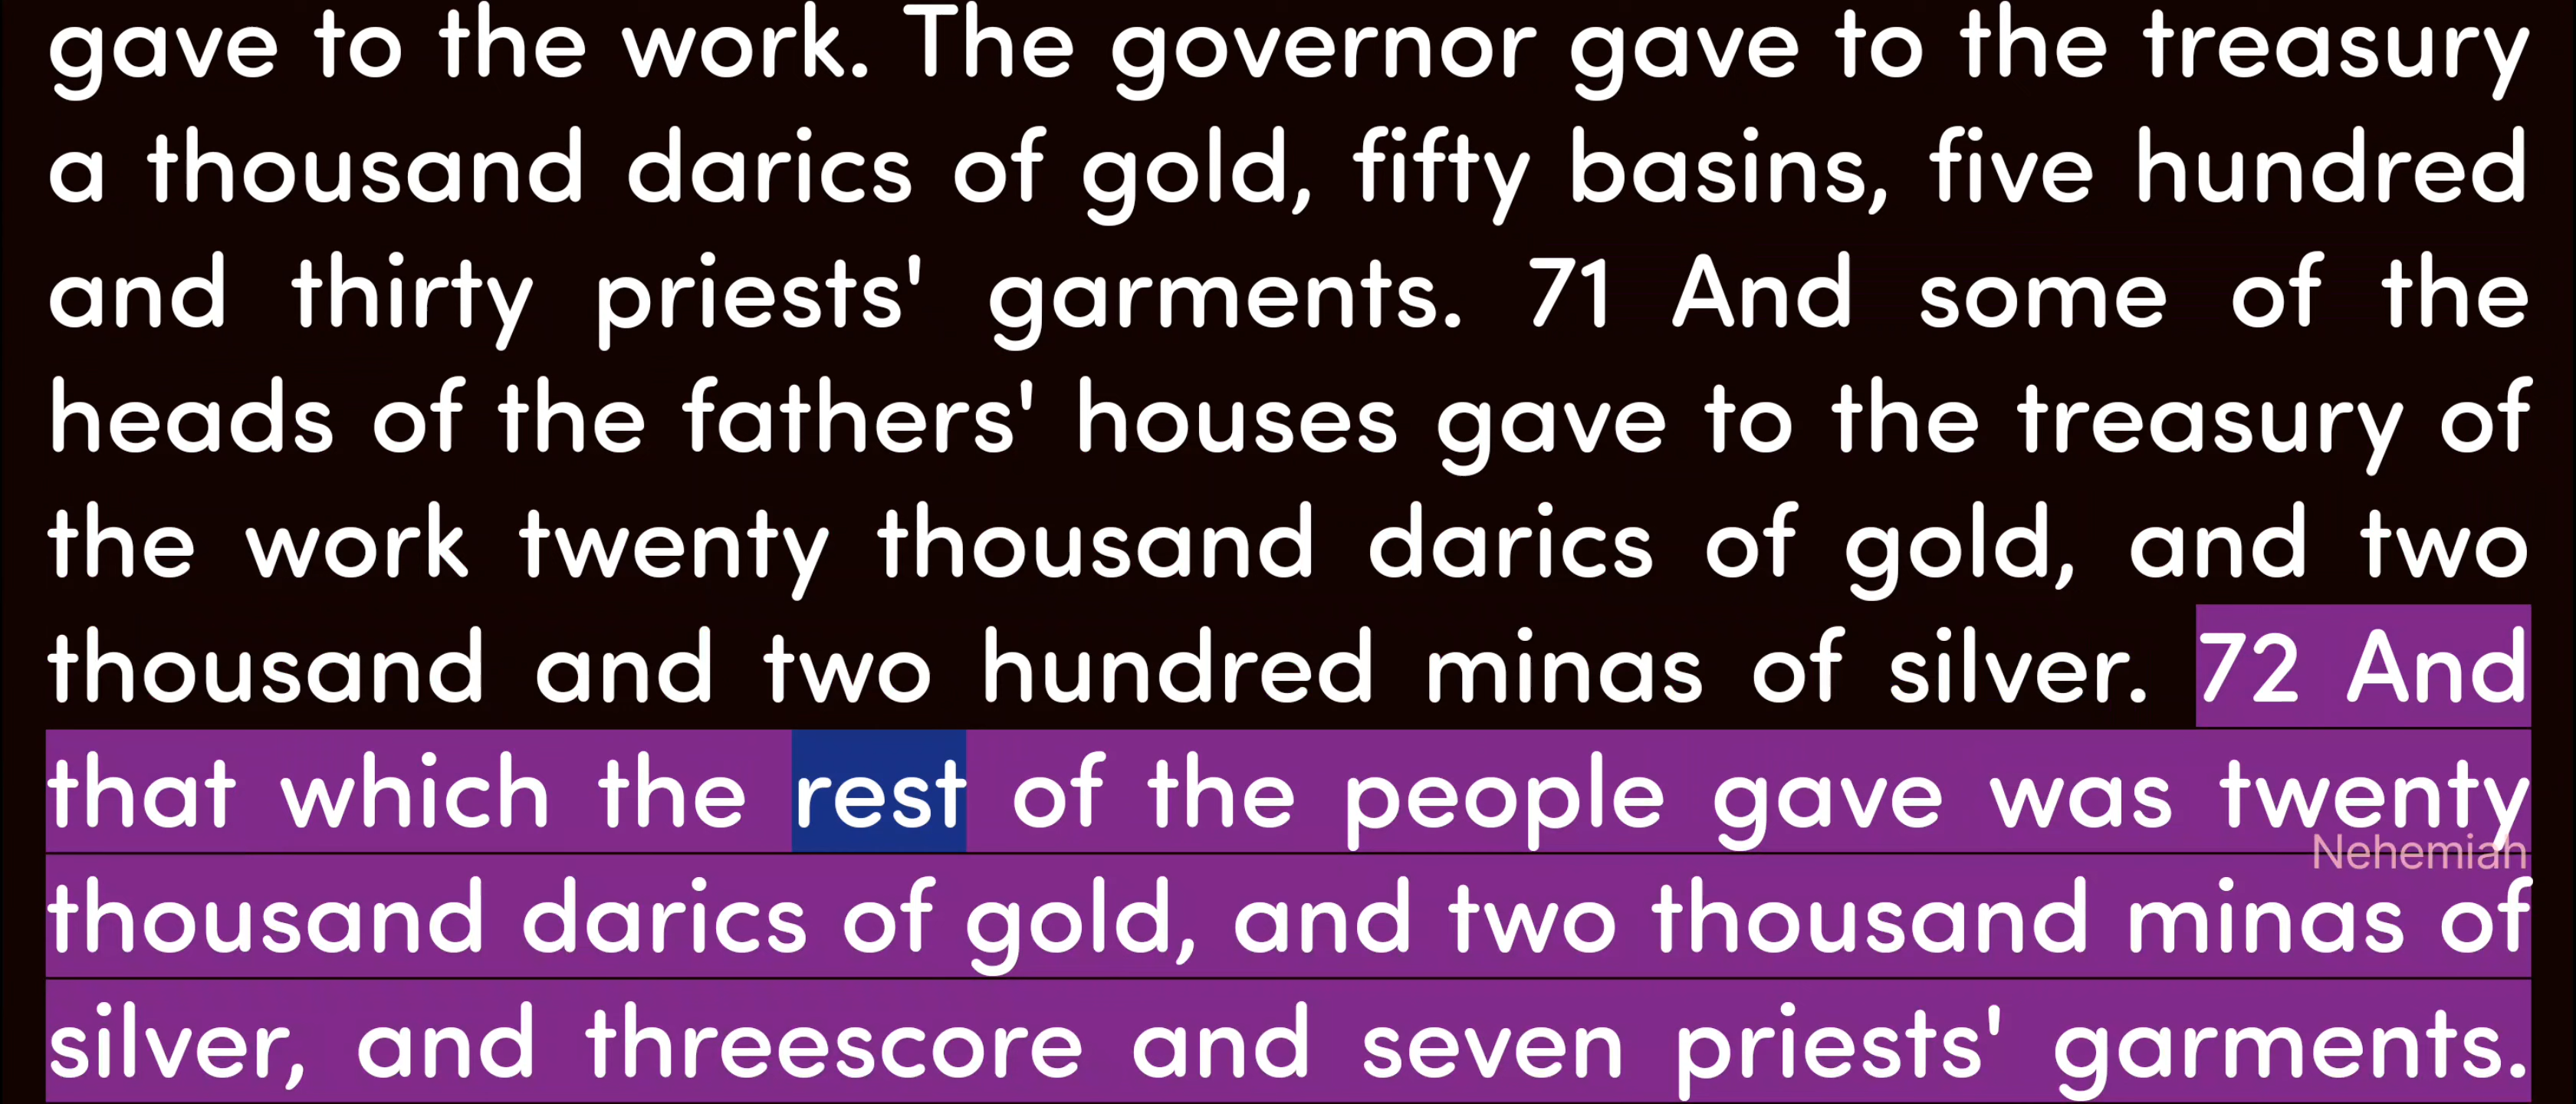 gave to the work. The governor gave to the treasury
a thousand darics of gold, fifty basins, five hundred
and thirty priests' garments. 71 And some of the
heads of the fathers' houses gave to the treasury of
the work twenty thousand darics of gold, and two
thousand and two hundred minas of silver. 72 And
that which the rest of the people gave was twenty
Nehemiah
thousand darics of gold, and two thousand minas of
silver, and threescore and seven priests' garments.